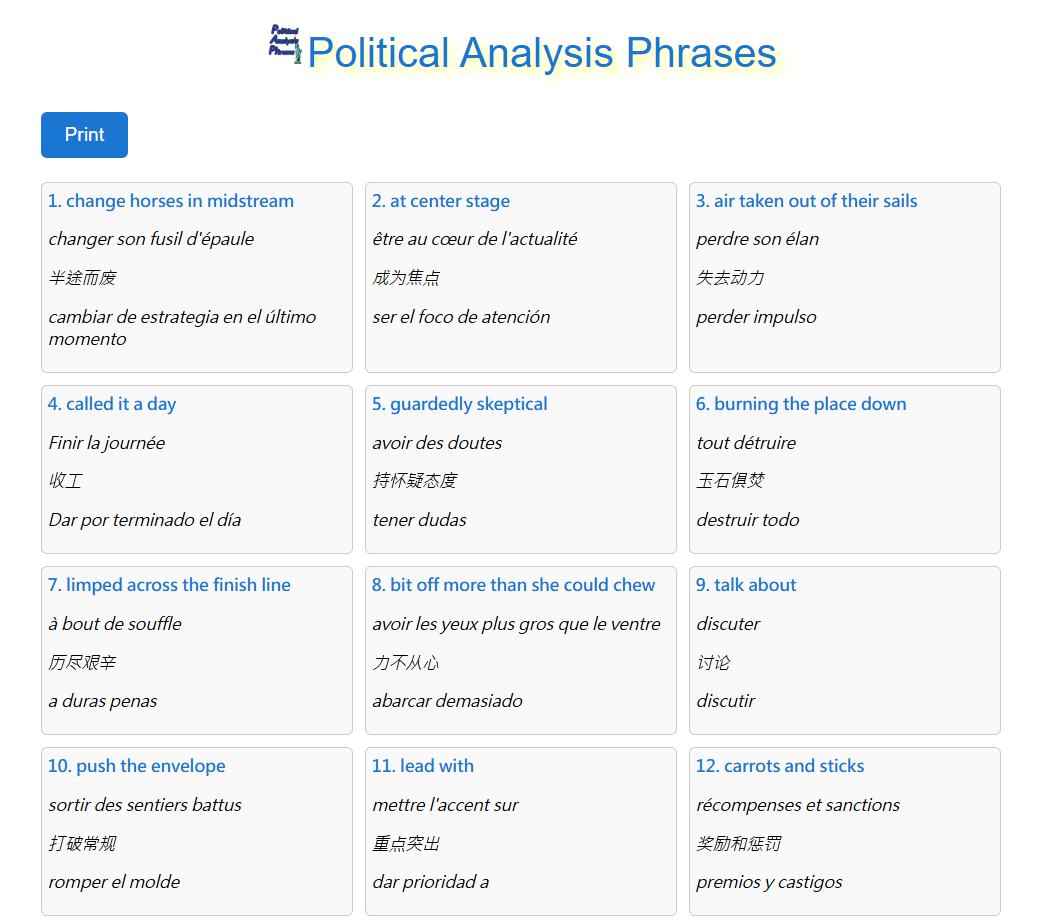 Political
Analysis
Phrases
Political Analysis Phrases
Print
1. change horses in midstream
changer son fusil d'épaule
半途而废
cambiar de estrategia en el último
momento
2. at center stage
être au cœur de l'actualité
成为焦点
ser el foco de atención
3. air taken out of their sails
perdre son élan
失去动力
perder impulso
4. called it a day
Finir la journée
收工
Dar por terminado el día
5. guardedly skeptical
avoir des doutes
持怀疑态度
tener dudas
6. burning the place down
tout détruire
玉石俱焚
destruir todo
7. limped across the finish line
à bout de souffle
历尽艰辛
a duras penas
8. bit off more than she could chew
avoir les yeux plus gros que le ventre
力不从心
abarcar demasiado
9. talk about
discuter
讨论
discutir
10. push the envelope
sortir des sentiers battus
打破常规
romper el molde
11. lead with
mettre l'accent sur
重点突出
dar prioridad a
12. carrots and sticks
récompenses et sanctions
奖励和惩罚
premios y castigos